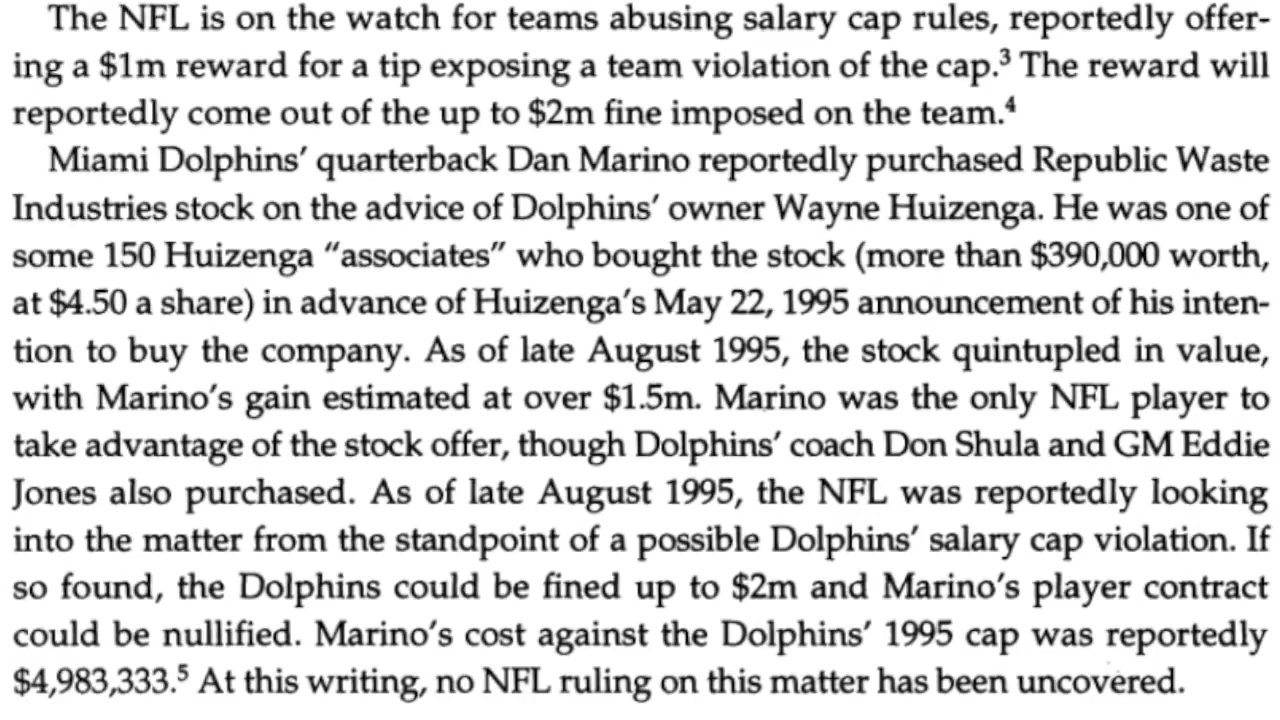 The NFL is on the watch for teams abusing salary cap rules, reportedly offer-
ing a $1m reward for a tip exposing a team violation of the cap.³ The reward will
reportedly come out of the up to $2m fine imposed on the team.⁴
Miami Dolphins' quarterback Dan Marino reportedly purchased Republic Waste
Industries stock on the advice of Dolphins' owner Wayne Huizenga. He was one of
some 150 Huizenga "associates" who bought the stock (more than $390,000 worth,
at $4.50 a share) in advance of Huizenga's May 22, 1995 announcement of his inten-
tion to buy the company. As of late August 1995, the stock quintupled in value,
with Marino's gain estimated at over $1.5m. Marino was the only NFL player to
take advantage of the stock offer, though Dolphins' coach Don Shula and GM Eddie
Jones also purchased. As of late August 1995, the NFL was reportedly looking
into the matter from the standpoint of a possible Dolphins' salary cap violation. If
so found, the Dolphins could be fined up to $2m and Marino's player contract
could be nullified. Marino's cost against the Dolphins' 1995 cap was reportedly
$4,983,333.⁵ At this writing, no NFL ruling on this matter has been uncovered.